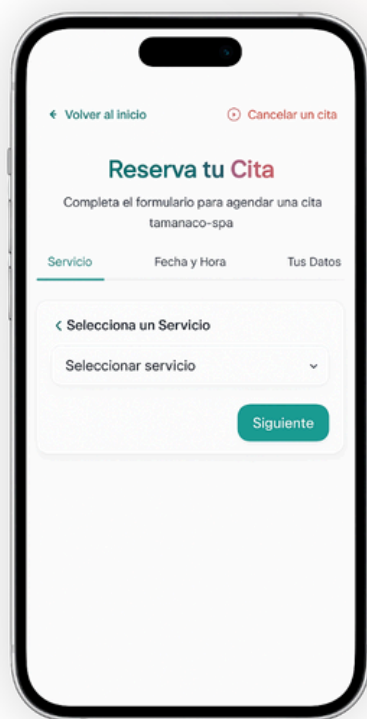 Volver al inicio
Cancelar un cita
Reserva tu Cita
Completa el formulario para agendar una cita
tamanaco-spa
Servicio
Fecha y Hora
Tus Datos
Selecciona un Servicio
Seleccionar servicio
Siguiente